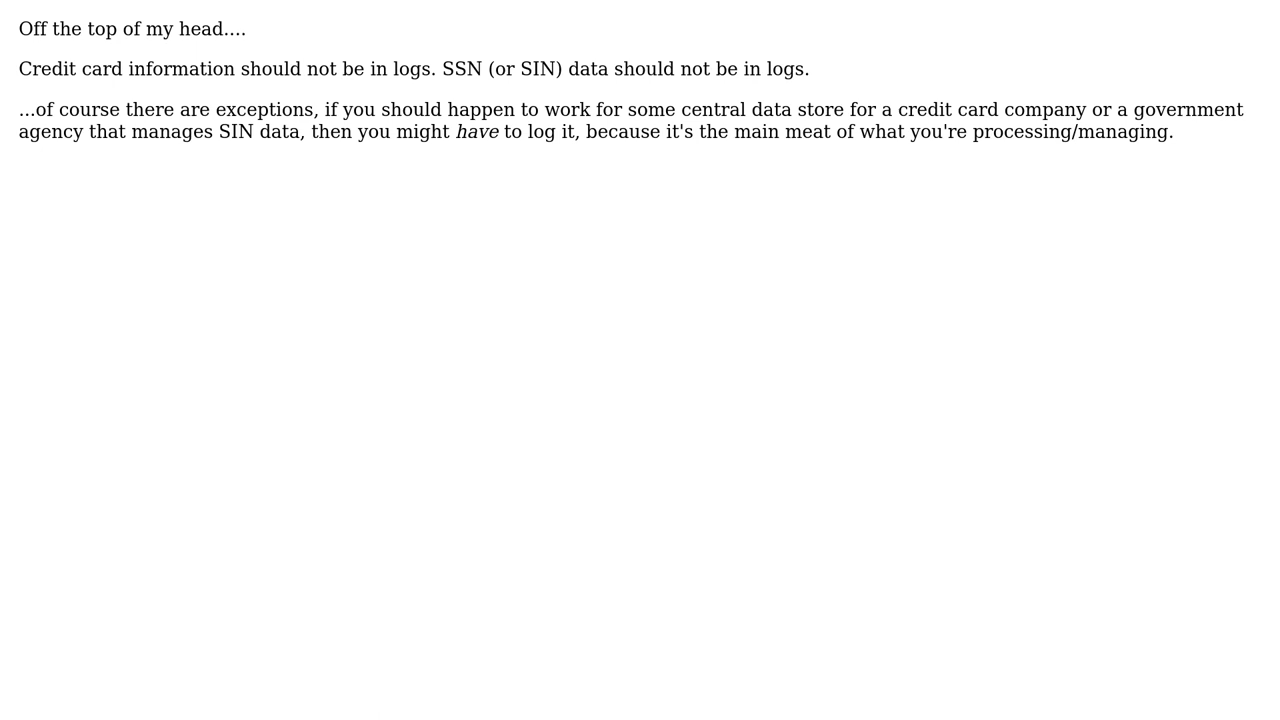 Off the top of my head....
Credit card information should not be in logs. SSN (or SIN) data should not be in logs.
...of course there are exceptions, if you should happen to work for some central data store for a credit card company or a government
agency that manages SIN data, then you might have to log it, because it's the main meat of what you're processing/managing.